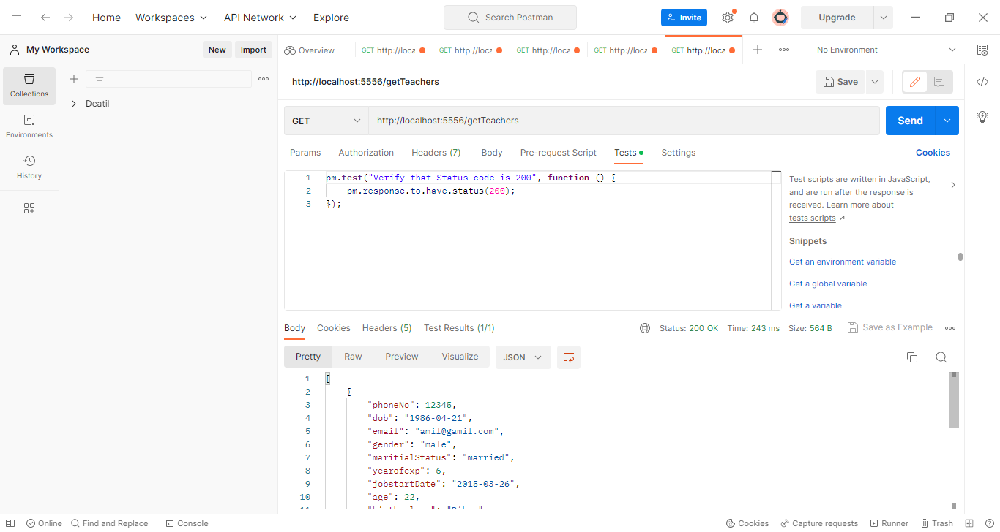 Home Workspaces API Network Explore Search Postman Invite Upgrade
My Workspace New Import Overview GET http://loca GET http://loca GET http://loca GET http://loca GET http://loca No Environment
Collections
Environments
History
Deatil
http://localhost:5556/getTeachers Save
GET http://localhost:5556/getTeachers Send
Params Authorization Headers (7) Body Pre-request Script Tests Settings Cookies
1 pm.test("Verify that Status code is 200", function () {
2 pm.response.to.have.status(200);
3 });
Test scripts are written in JavaScript,
and are run after the response is
received. Learn more about
tests scripts
Snippets
Get an environment variable
Get a global variable
Get a variable
Body Cookies Headers (5) Test Results (1/1) Status: 200 OK Time: 243 ms Size: 564 B Save as Example
Pretty Raw Preview Visualize JSON
1 [
2 {
3 "phoneNo": 12345,
4 "dob": "1986-04-21",
5 "email": "amil@gamil.com",
6 "gender": "male",
7 "maritialStatus": "married",
8 "yearofexp": 6,
9 "jobstartDate": "2015-03-26",
10 "age": 22,
Online Find and Replace Console Cookies Capture requests Runner Trash